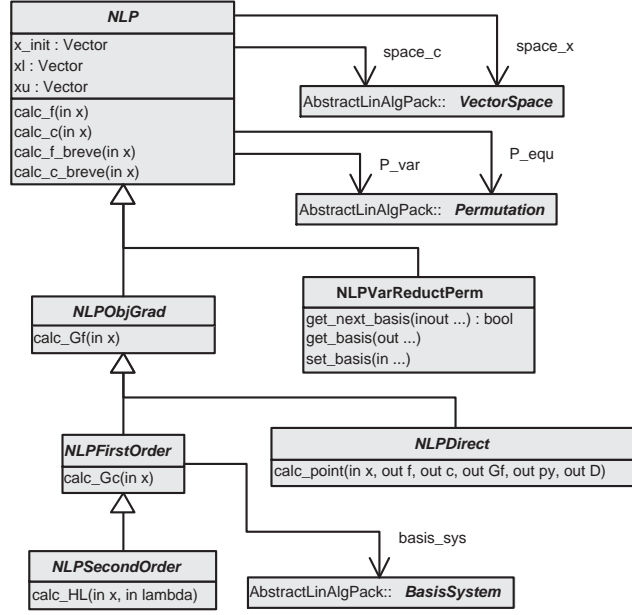 NLP
x_init : Vector
xl : Vector
xu : Vector
calc_f(in x)
calc_c(in x)
calc_f_breve(in x)
calc_c_breve(in x)
space_c
space_x
AbstractLinAlgPack:: VectorSpace
P_var
P_equ
AbstractLinAlgPack:: Permutation
NLPObjGrad
calc_Gf(in x)
NLPVarReductPerm
get_next_basis(inout ...) : bool
get_basis(out ...)
set_basis(in ...)
NLPFirstOrder
calc_Gc(in x)
NLPDirect
calc_point(in x, out f, out c, out Gf, out py, out D)
basis_sys
NLPSecondOrder
calc_HL(in x, in lambda)
AbstractLinAlgPack:: BasisSystem